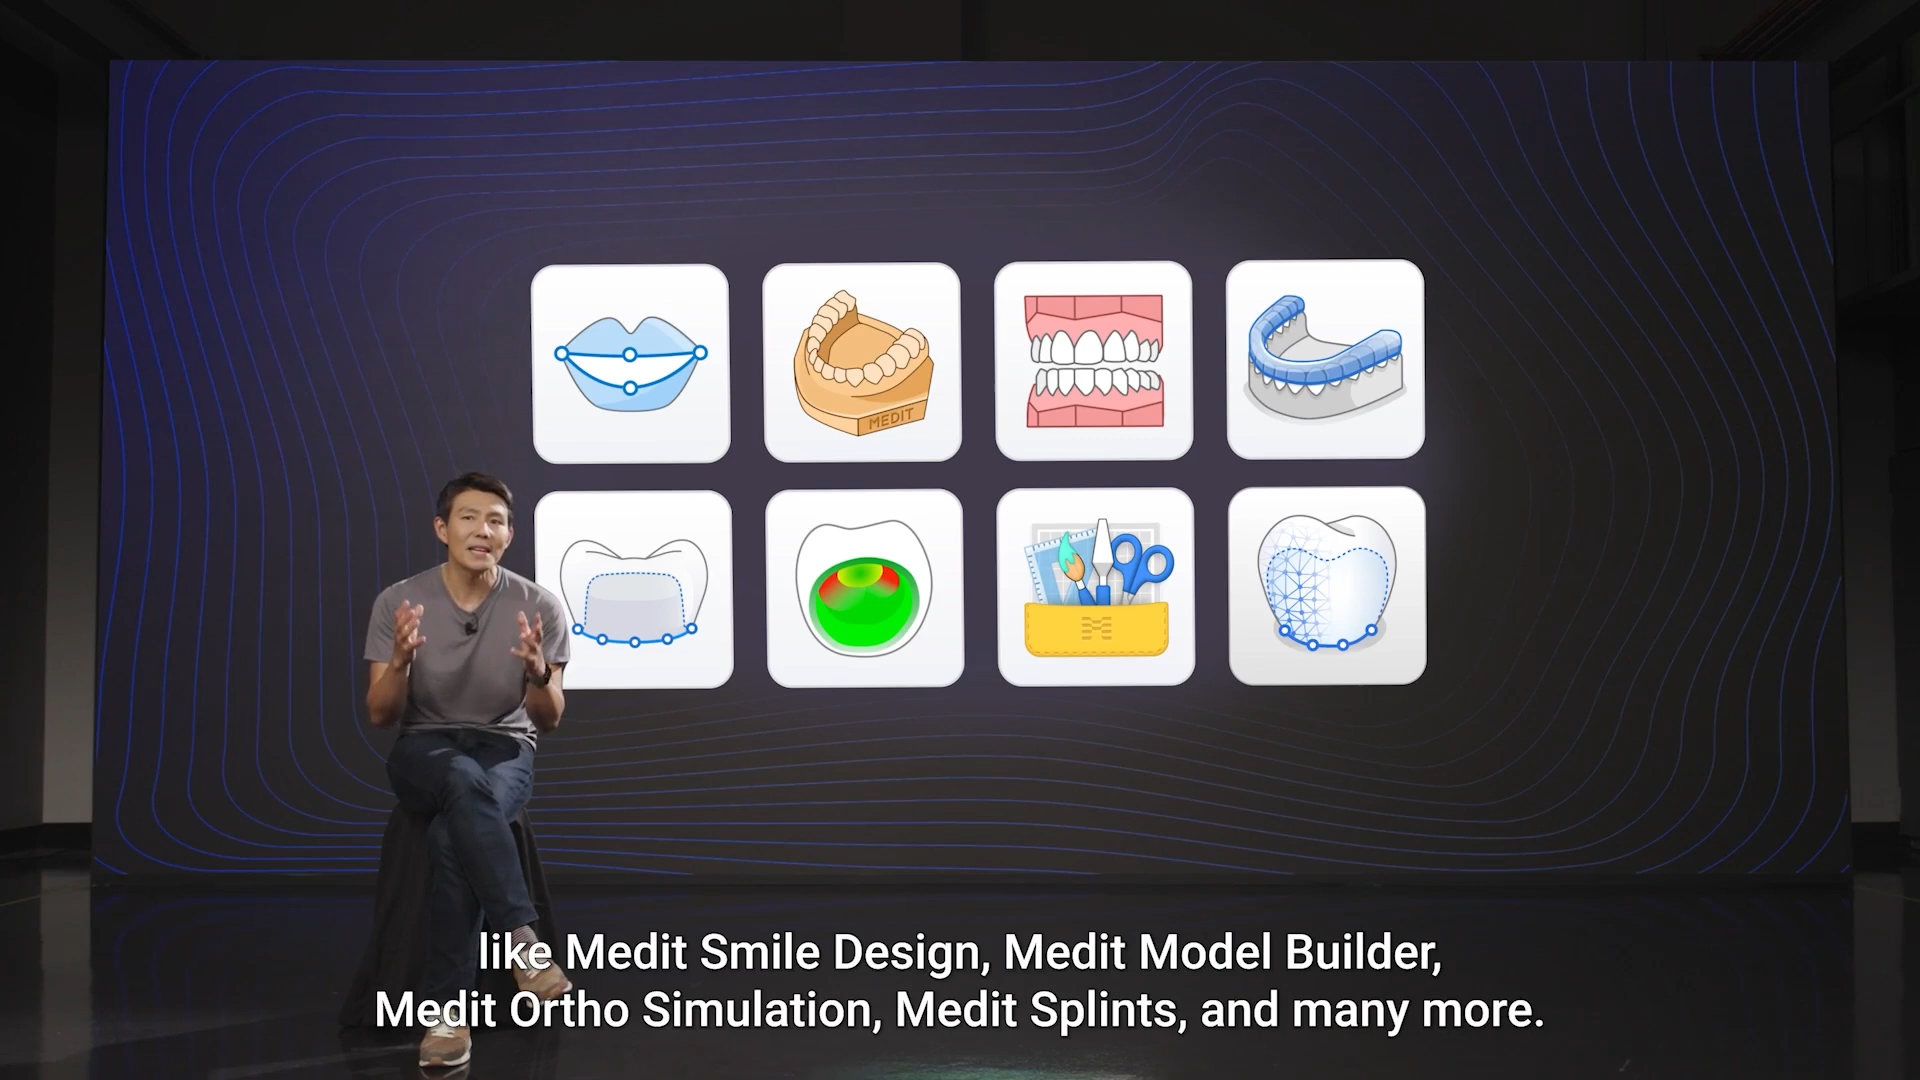 MEDIT
like Medit Smile Design, Medit Model Builder,
Medit Ortho Simulation, Medit Splints, and many more.